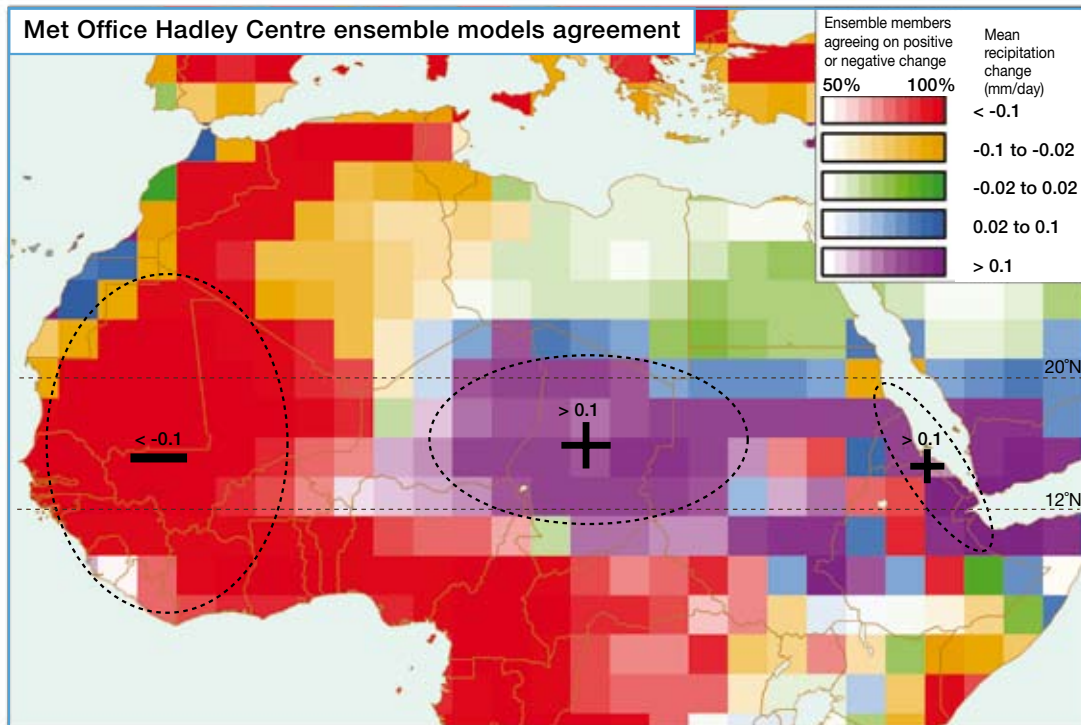 Met Office Hadley Centre ensemble models agreement
Ensemble members
agreeing on positive
or negative change
50% 100%
Mean
recipitation
change
(mm/day)
< -0.1
-0.1 to -0.02
-0.02 to 0.02
0.02 to 0.1
> 0.1
20°N
< -0.1
> 0.1
> 0.1
12°N